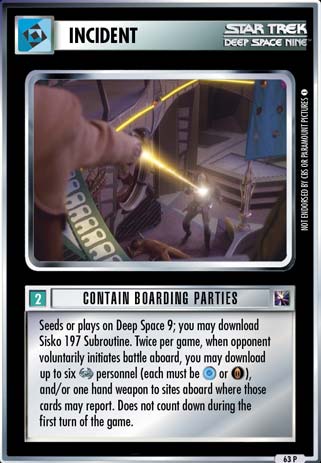 INCIDENT
STAR TREK
DEEP SPACE NINE™
NOT ENDORSED BY CBS OR PARAMOUNT PICTURES
2
CONTAIN BOARDING PARTIES
Seeds or plays on Deep Space 9; you may download
Sisko 197 Subroutine. Twice per game, when opponent
voluntarily initiates battle aboard, you may download
up to six personnel (each must be or ),
and/or one hand weapon to sites aboard where those
cards may report. Does not count down during the
first turn of the game.
63 P